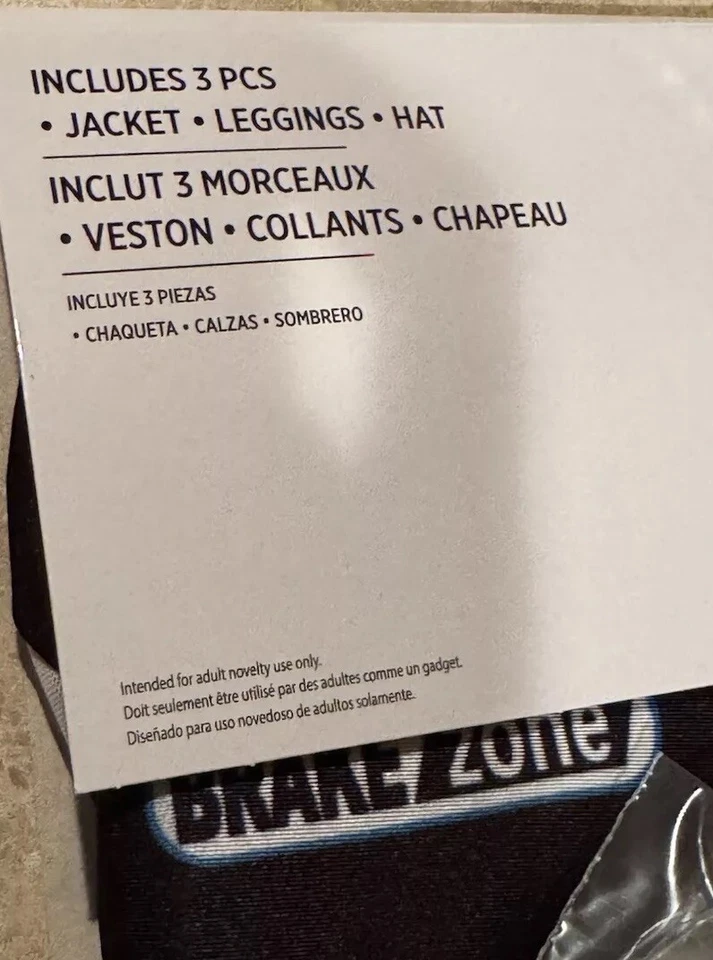 INCLUDES 3 PCS
• JACKET • LEGGINGS • HAT
INCLUT 3 MORCEAUX
• VESTON • COLLANTS • CHAPEAU
INCLUYE 3 PIEZAS
• CHAQUETA • CALZAS • SOMBRERO
Intended for adult novelty use only.
Doit seulement être utilisé par des adultes comme un gadget.
Diseñado para uso novedoso de adultos solamente.
BRAKE Zone